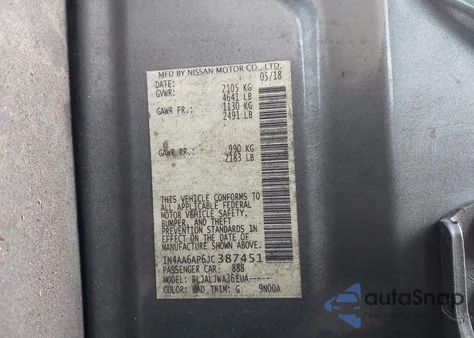 MFD BY NISSAN MOTOR CO., LTD.
DATE: 05/18
GVWR: 2105 KG
4641 LB
GAWR FR.: 1130 KG
2491 LB
GAWR RR.: 990 KG
2183 LB
THIS VEHICLE CONFORMS TO
ALL APPLICABLE FEDERAL
MOTOR VEHICLE SAFETY,
BUMPER, AND THEFT
PREVENTION STANDARDS IN
EFFECT ON THE DATE OF
MANUFACTURE SHOWN ABOVE.
1N4AA6AP6JC387451
PASSENGER CAR: 888
MODEL: BLJALJWA36EUA-----
COLOR: KAD TRIM: G 9N00A
autoSnap